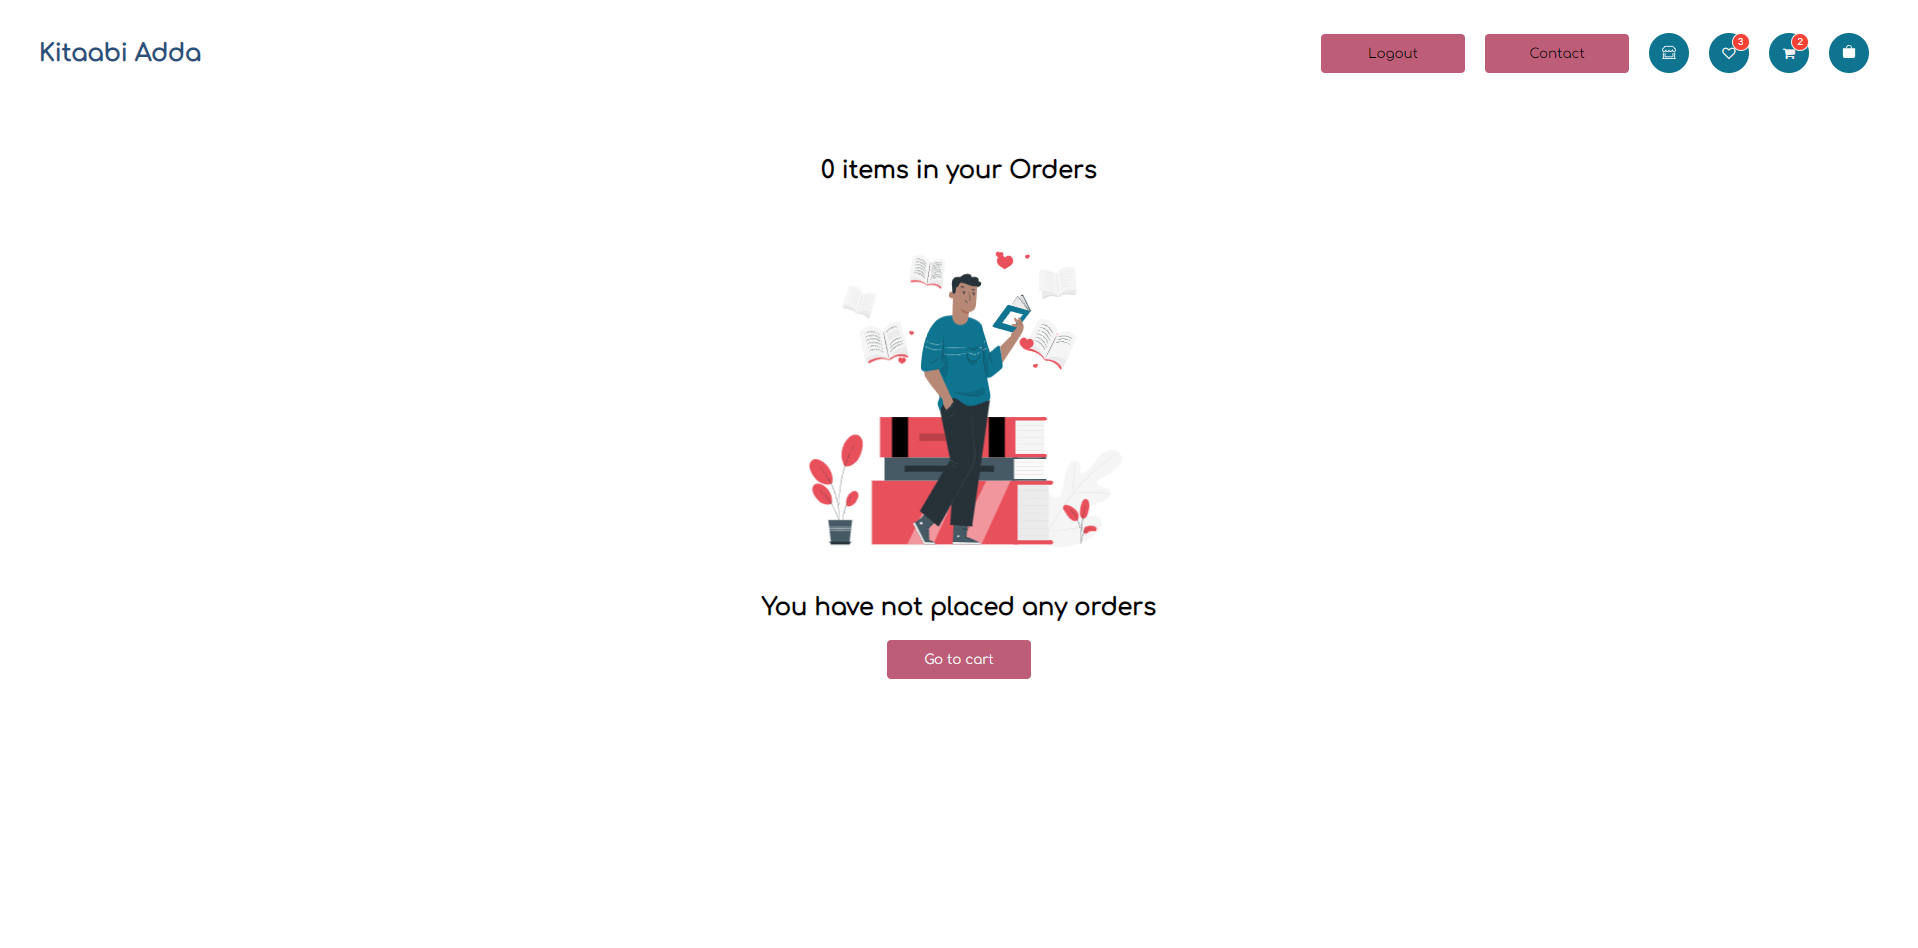 Kitaabi Adda
Logout
Contact
3
2
0 items in your Orders
You have not placed any orders
Go to cart